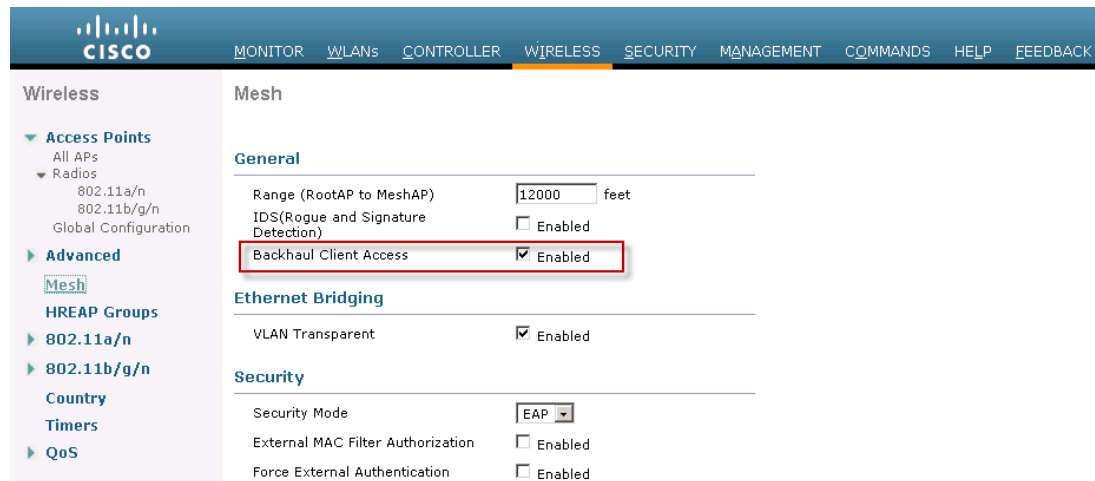 CISCO
MONITOR WLANs CONTROLLER WIRELESS SECURITY MANAGEMENT COMMANDS HELP FEEDBACK
Wireless
Access Points
All APs
Radios
802.11a/n
802.11b/g/n
Global Configuration
Advanced
Mesh
HREAP Groups
802.11a/n
802.11b/g/n
Country
Timers
QoS
Mesh
General
Range (RootAP to MeshAP) 12000 feet
IDS(Rogue and Signature
Detection) Enabled
Backhaul Client Access Enabled
Ethernet Bridging
VLAN Transparent Enabled
Security
Security Mode EAP
External MAC Filter Authorization Enabled
Force External Authentication Enabled